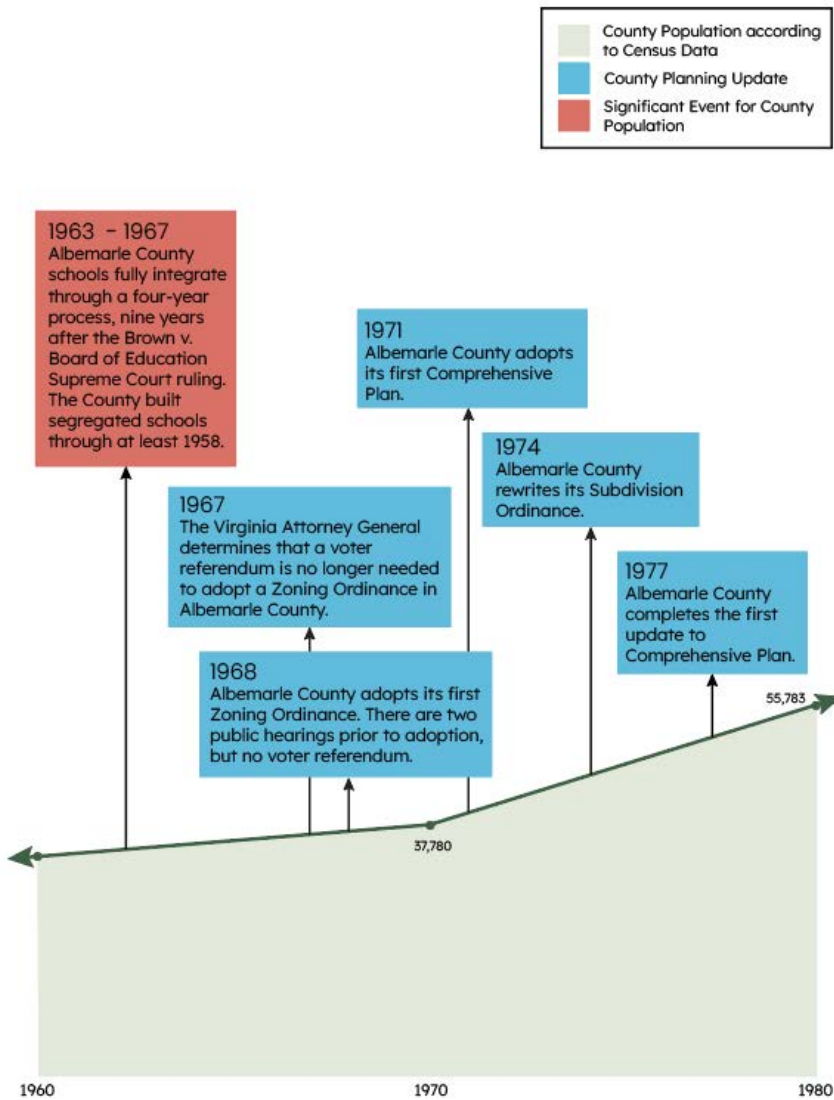 County Population according
to Census Data
County Planning Update
Significant Event for County
Population
1963 - 1967
Albemarle County
schools fully integrate
through a four-year
process, nine years
after the Brown v.
Board of Education
Supreme Court ruling.
The County built
segregated schools
through at least 1958.
1971
Albemarle County adopts
its first Comprehensive
Plan.
1974
Albemarle County
rewrites its Subdivision
Ordinance.
1967
The Virginia Attorney General
determines that a voter
referendum is no longer needed
to adopt a Zoning Ordinance in
Albemarle County.
1977
Albemarle County
completes the first
update to
Comprehensive Plan.
1968
Albemarle County adopts its first
Zoning Ordinance. There are two
public hearings prior to adoption,
but no voter referendum.
55,783
37,780
1960
1970
1980